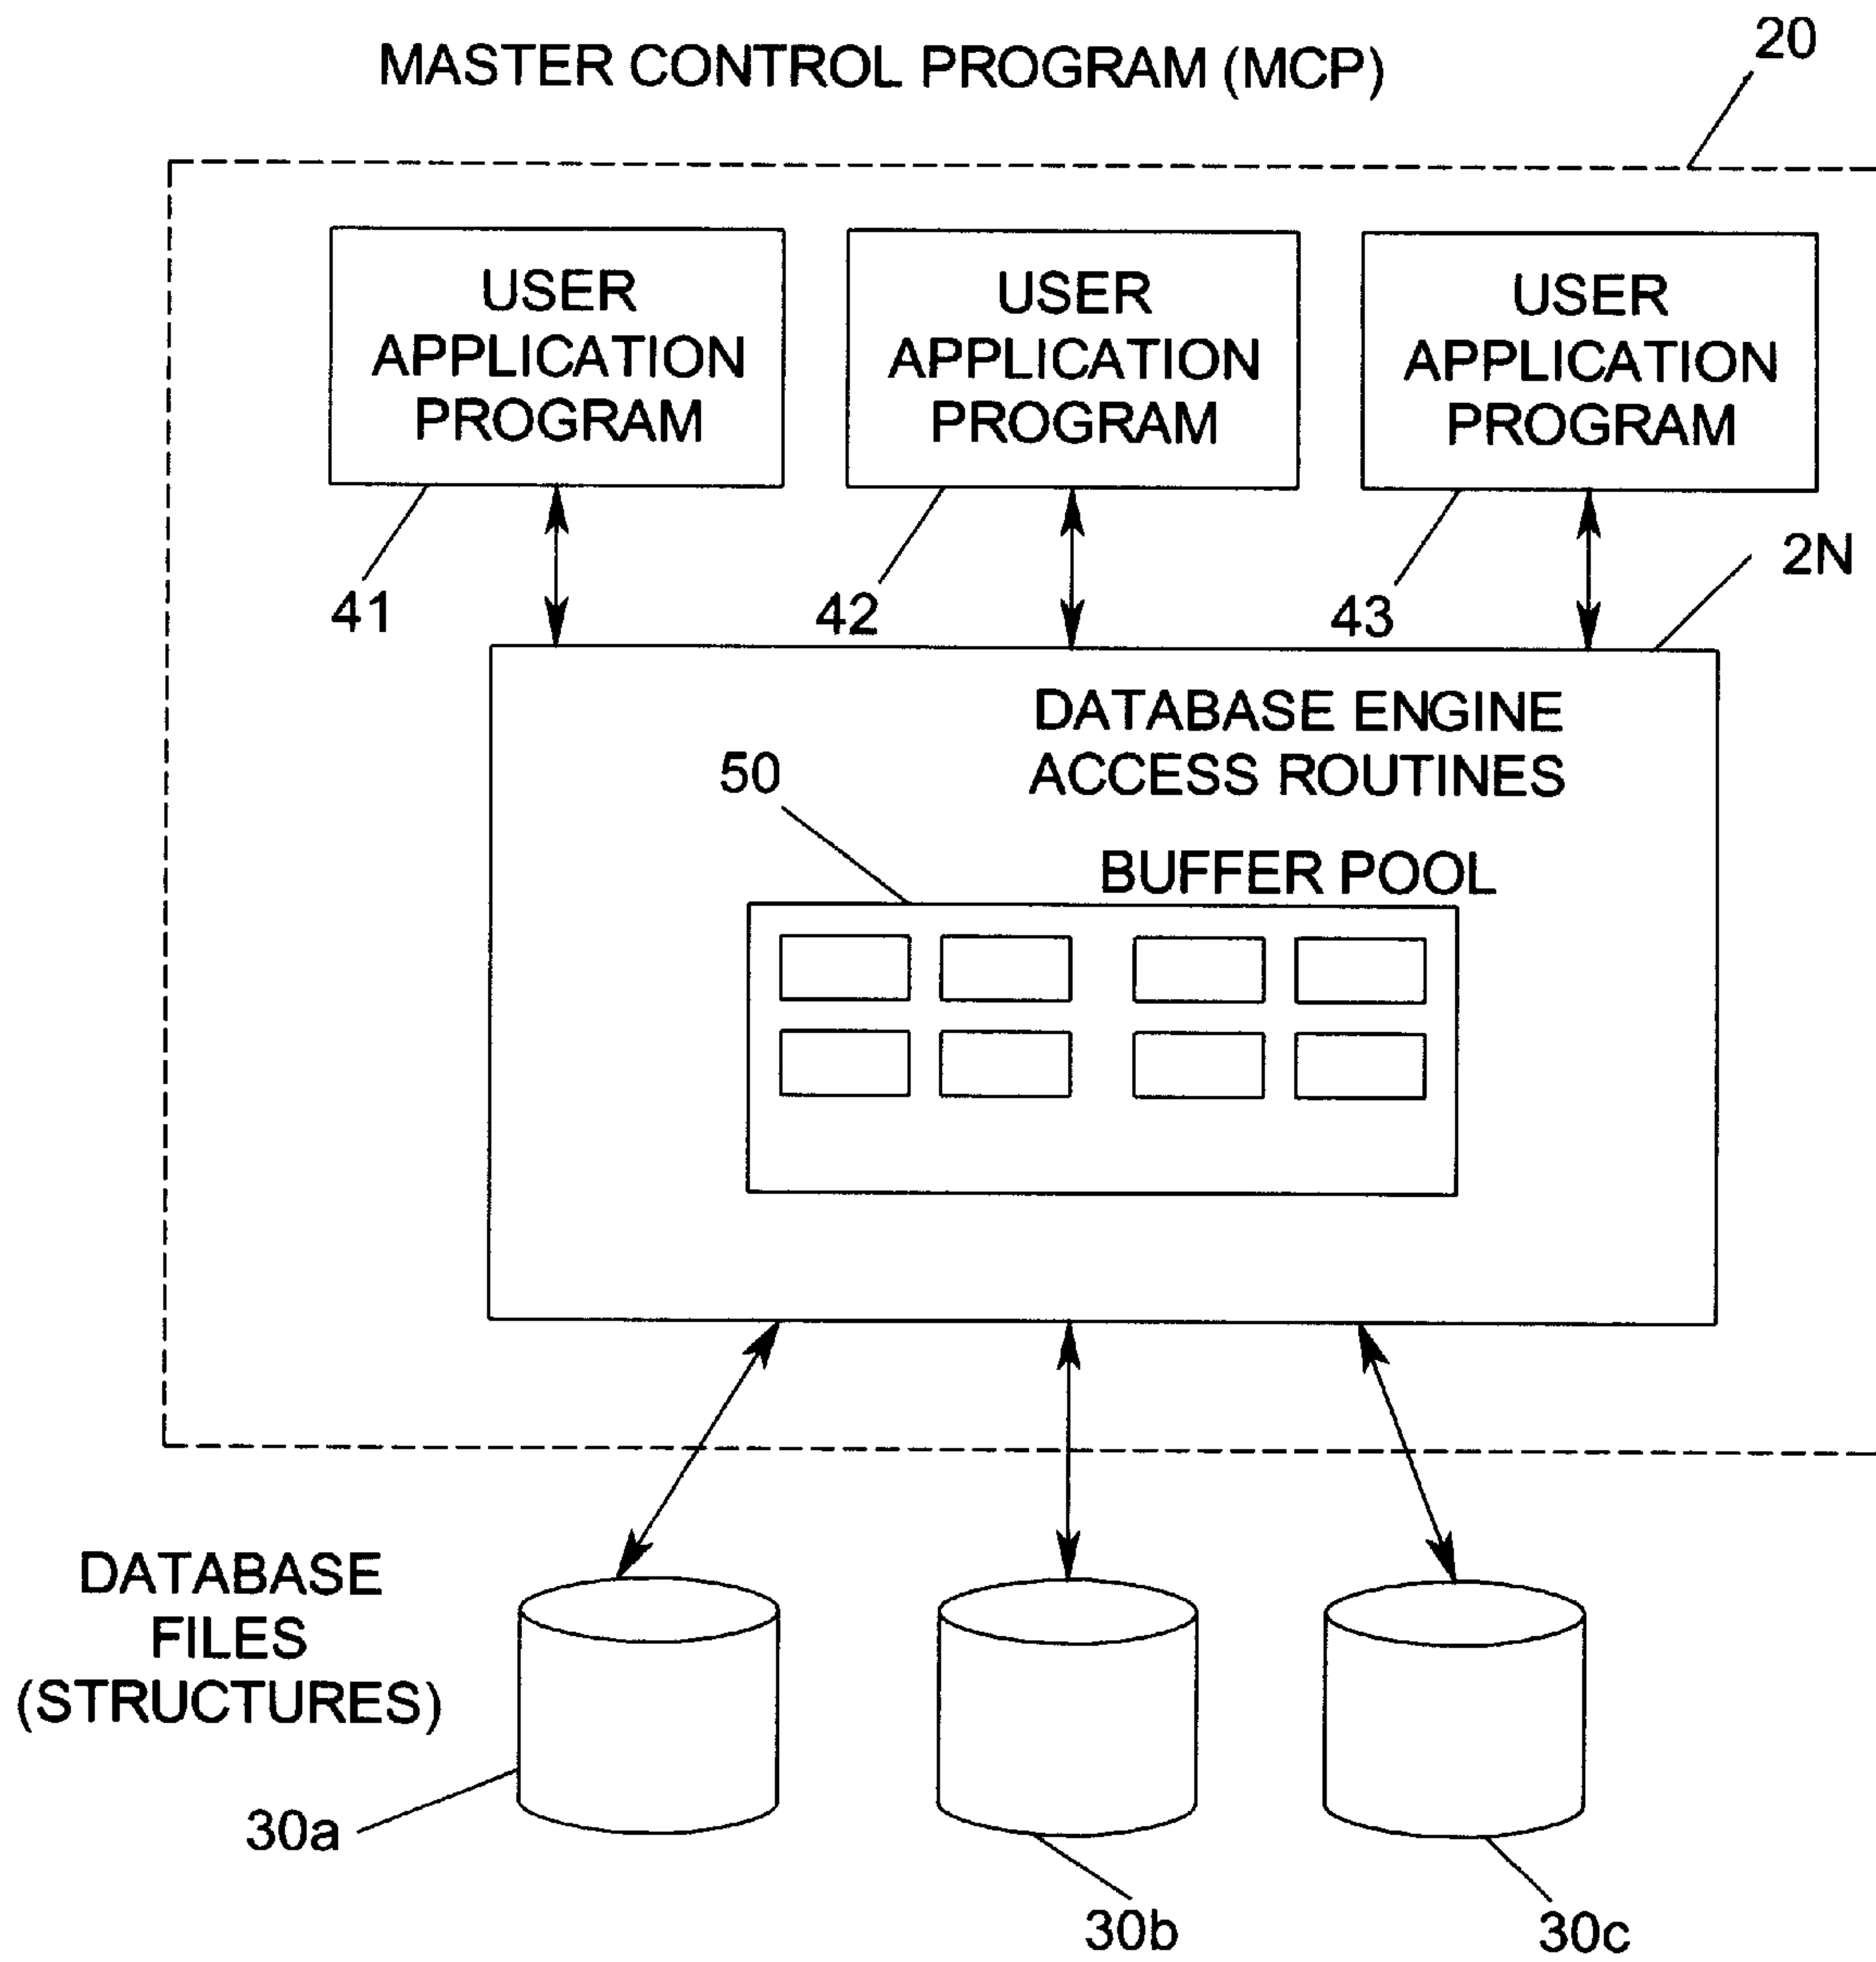 MASTER CONTROL PROGRAM (MCP)
20
USER
APPLICATION
PROGRAM
USER
APPLICATION
PROGRAM
USER
APPLICATION
PROGRAM
41
42
43
2N
DATABASE ENGINE
ACCESS ROUTINES
50
BUFFER POOL
DATABASE
FILES
(STRUCTURES)
30a
30b
30c